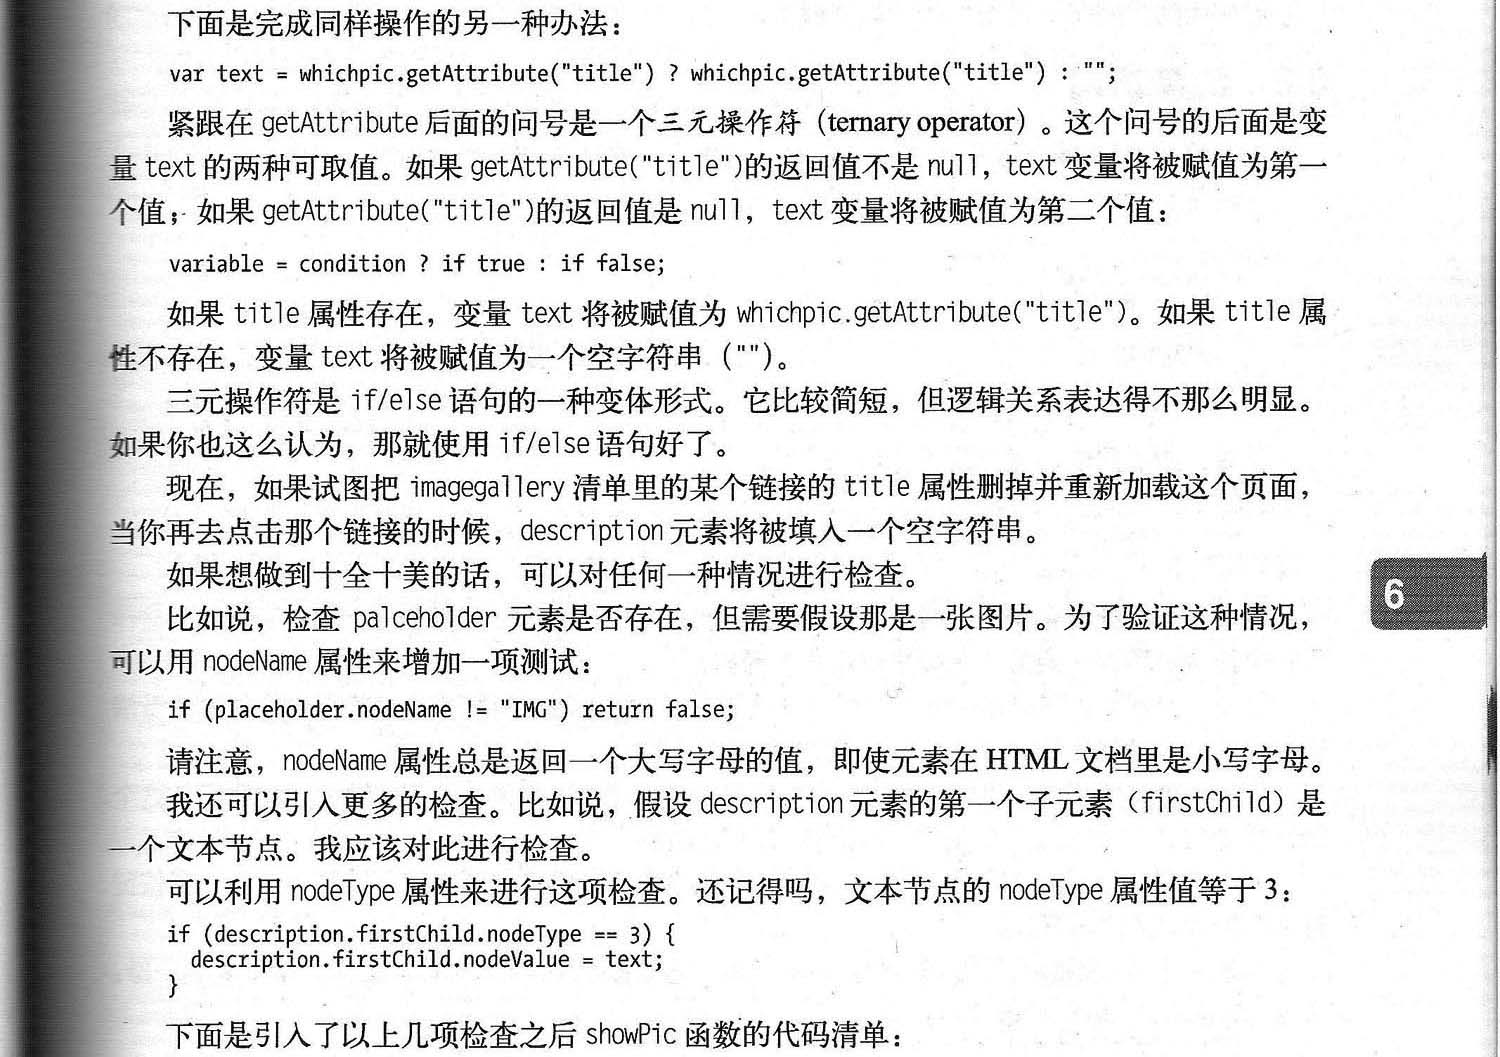 下面是完成同样操作的另一种办法：
var text = whichpic.getAttribute("title") ? whichpic.getAttribute("title") : "";
紧跟在 getAttribute 后面的问号是一个三元操作符（ternary operator）。这个问号的后面是变
量 text 的两种可取值。如果 getAttribute("title")的返回值不是 null，text 变量将被赋值为第一
个值；如果 getAttribute("title")的返回值是 null，text 变量将被赋值为第二个值：
variable = condition ? if true : if false;
如果 title 属性存在，变量 text 将被赋值为 whichpic.getAttribute("title")。如果 title 属
性不存在，变量 text 将被赋值为一个空字符串（""）。
三元操作符是 if/else 语句的一种变体形式。它比较简短，但逻辑关系表达得不那么明显。
如果你也这么认为，那就使用 if/else 语句好了。
现在，如果试图把 imagegallery 清单里的某个链接的 title 属性删掉并重新加载这个页面，
当你再去点击那个链接的时候，description 元素将被填入一个空字符串。
如果想做到十全十美的话，可以对任何一种情况进行检查。
比如说，检查 palceholder 元素是否存在，但需要假设那是一张图片。为了验证这种情况，
可以用 nodeName 属性来增加一项测试：
if (placeholder.nodeName != "IMG") return false;
请注意，nodeName 属性总是返回一个大写字母的值，即使元素在 HTML 文档里是小写字母。
我还可以引入更多的检查。比如说，假设 description 元素的第一个子元素（firstChild）是
一个文本节点。我应该对此进行检查。
可以利用 nodeType 属性来进行这项检查。还记得吗，文本节点的 nodeType 属性值等于 3：
if (description.firstChild.nodeType == 3) {
description.firstChild.nodeValue = text;
}
下面是引入了以上几项检查之后 showPic 函数的代码清单：
6